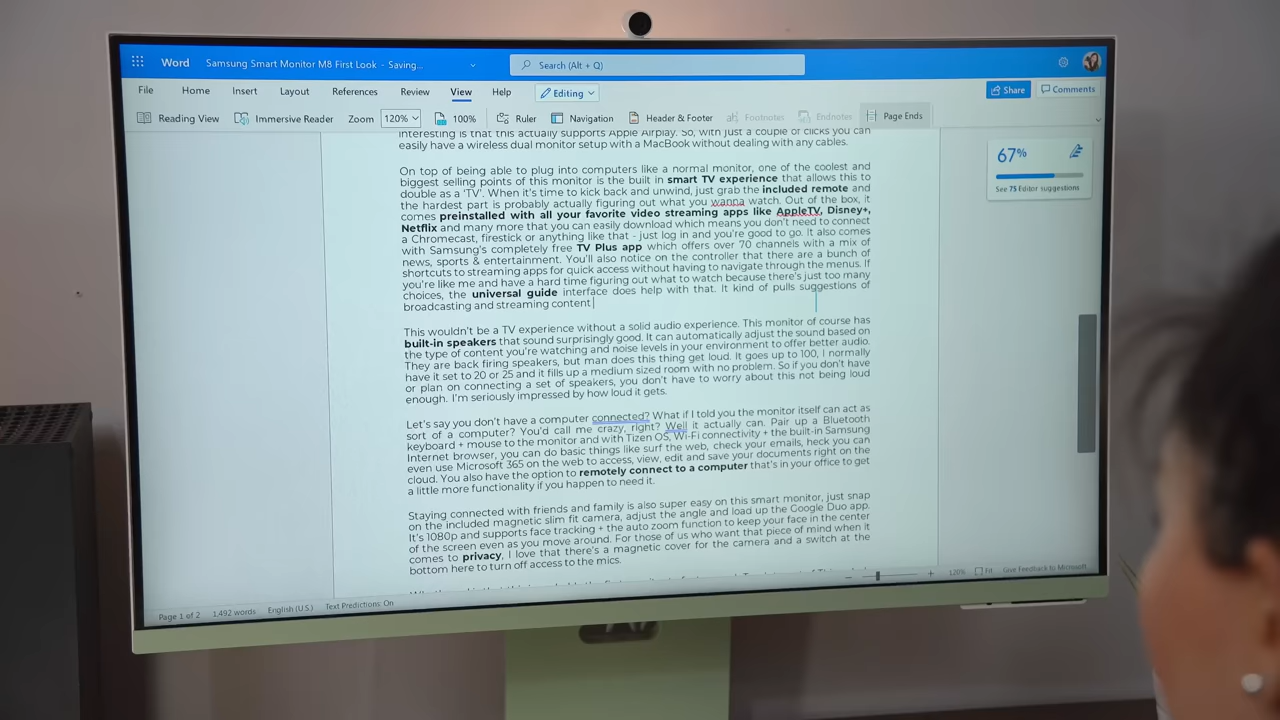 Word Samsung Smart Monitor M8 First Look - Saving... Search (Alt + Q)
File Home Insert Layout References Review View Help Editing Share Comments
Reading View Immersive Reader Zoom 120% 100% Ruler Navigation Header & Footer Footnotes Endnotes Page Ends
interesting is that this actually supports Apple Airplay. So, with just a couple of clicks you can
easily have a wireless dual monitor setup with a MacBook without dealing with any cables.
On top of being able to plug into computers like a normal monitor, one of the coolest and
biggest selling points of this monitor is the built in smart TV experience that allows this to
double as a 'TV'. When it's time to kick back and unwind, just grab the included remote and
the hardest part is probably actually figuring out what you wanna watch. Out of the box, it
comes preinstalled with all your favorite video streaming apps like AppleTV, Disney+,
Netflix and many more that you can easily download which means you don't need to connect
a Chromecast, firestick or anything like that - just log in and you're good to go. It also comes
with Samsung's completely free TV Plus app which offers over 70 channels with a mix of
news, sports & entertainment. You'll also notice on the controller that there are a bunch of
shortcuts to streaming apps for quick access without having to navigate through the menus. If
you're like me and have a hard time figuring out what to watch because there's just too many
choices, the universal guide interface does help with that. It kind of pulls suggestions of
broadcasting and streaming content
This wouldn't be a TV experience without a solid audio experience. This monitor of course has
built-in speakers that sound surprisingly good. It can automatically adjust the sound based on
the type of content you're watching and noise levels in your environment to offer better audio.
They are back firing speakers, but man does this thing get loud. It goes up to 100, I normally
have it set to 20 or 25 and it fills up a medium sized room with no problem. So if you don't have
or plan on connecting a set of speakers, you don't have to worry about this not being loud
enough. I'm seriously impressed by how loud it gets.
Let's say you don't have a computer connected? What if I told you the monitor itself can act as
sort of a computer? You'd call me crazy, right? Well it actually can. Pair up a Bluetooth
keyboard + mouse to the monitor and with Tizen OS, Wi-Fi connectivity + the built-in Samsung
Internet browser, you can do basic things like surf the web, check your emails, heck you can
even use Microsoft 365 on the web to access, view, edit and save your documents right on the
cloud. You also have the option to remotely connect to a computer that's in your office to get
a little more functionality if you happen to need it.
Staying connected with friends and family is also super easy on this smart monitor, just snap
on the included magnetic slim fit camera, adjust the angle and load up the Google Duo app.
It's 1080p and supports face tracking + the auto zoom function to keep your face in the center
of the screen even as you move around. For those of us who want that piece of mind when it
comes to privacy, I love that there's a magnetic cover for the camera and a switch at the
bottom here to turn off access to the mics.
67%
See 75 Editor suggestions
Page 1 of 2 1,492 words English (U.S.) Text Predictions: On 120% Fit Give Feedback to Microsoft